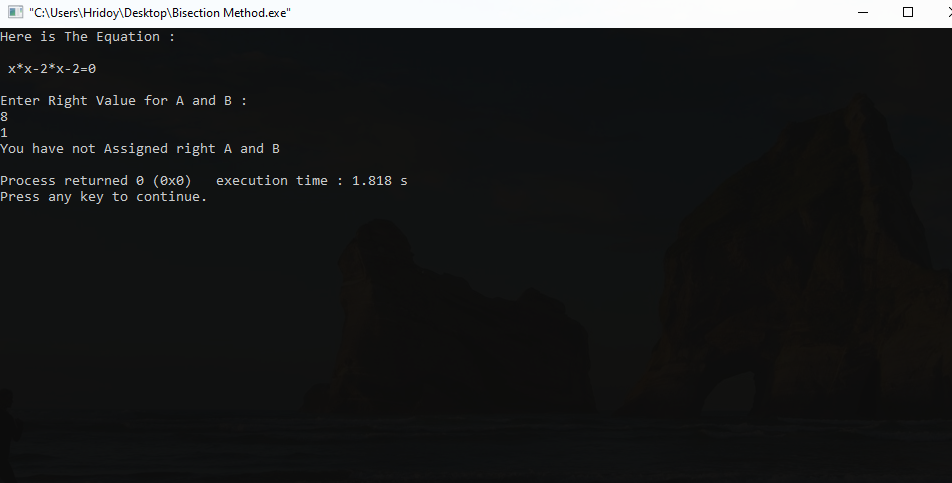 "C:\Users\Hridoy\Desktop\Bisection Method.exe"
Here is The Equation :
x*x-2*x-2=0
Enter Right Value for A and B :
8
1
You have not Assigned right A and B
Process returned 0 (0x0)   execution time : 1.818 s
Press any key to continue.